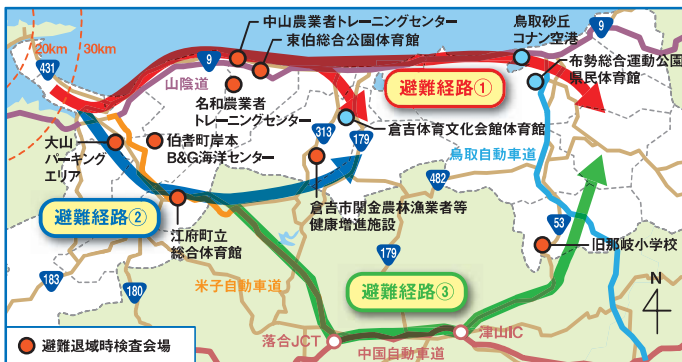 20km
30km
431
9
山陰道
中山農業者トレーニングセンター
東伯総合公園体育館
鳥取砂丘
コナン空港
9
布勢総合運動公園
県民体育館
避難経路①
名和農業者
トレーニングセンター
大山
パーキング
エリア
伯耆町岸本
B&G海洋センター
313
倉吉体育文化会館体育館
179
鳥取自動車道
482
避難経路②
倉吉市関金農林漁業者等
健康増進施設
江府町立
総合体育館
53
旧那岐小学校
179
183
180
米子自動車道
避難経路③
N
落合JCT
中国自動車道
津山IC
避難退域時検査会場